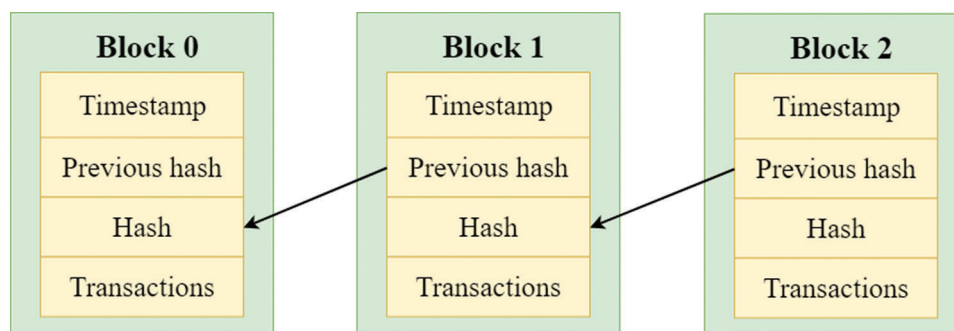 Block 0
Timestamp
Previous hash
Hash
Transactions
Block 1
Timestamp
Previous hash
Hash
Transactions
Block 2
Timestamp
Previous hash
Hash
Transactions